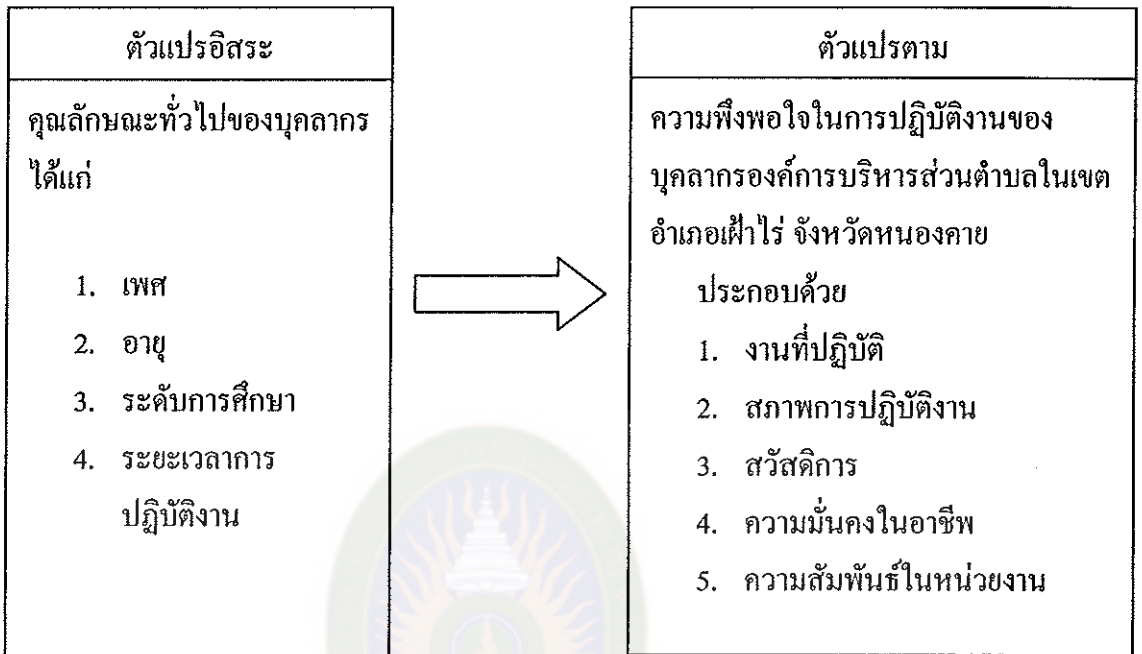 ตัวแปรอิสระ
คุณลักษณะทั่วไปของบุคลากร
ได้แก่
1. เพศ
2. อายุ
3. ระดับการศึกษา
4. ระยะเวลาการ
ปฏิบัติงาน
ตัวแปรตาม
ความพึงพอใจในการปฏิบัติงานของ
บุคลากรองค์การบริหารส่วนตำบลในเขต
อำเภอเฝ้าไร่ จังหวัดหนองคาย
ประกอบด้วย
1. งานที่ปฏิบัติ
2. สภาพการปฏิบัติงาน
3. สวัสดิการ
4. ความมั่นคงในอาชีพ
5. ความสัมพันธ์ในหน่วยงาน